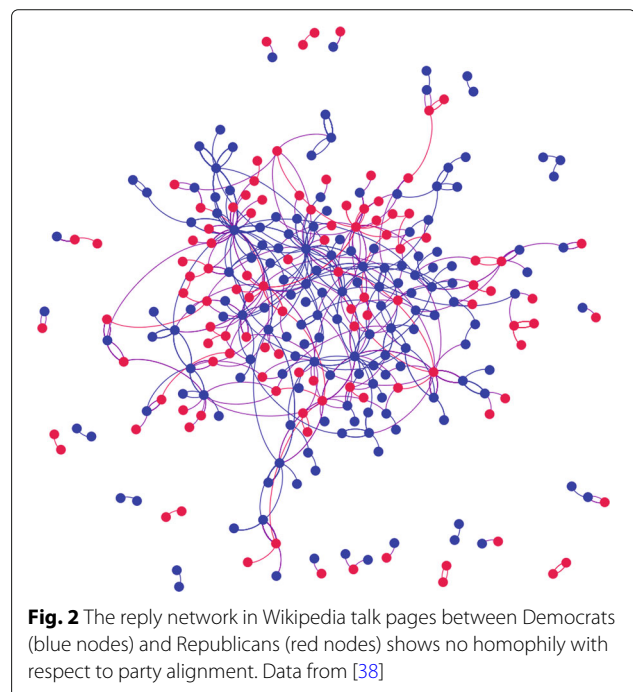 Fig. 2 The reply network in Wikipedia talk pages between Democrats
(blue nodes) and Republicans (red nodes) shows no homophily with
respect to party alignment. Data from [38]